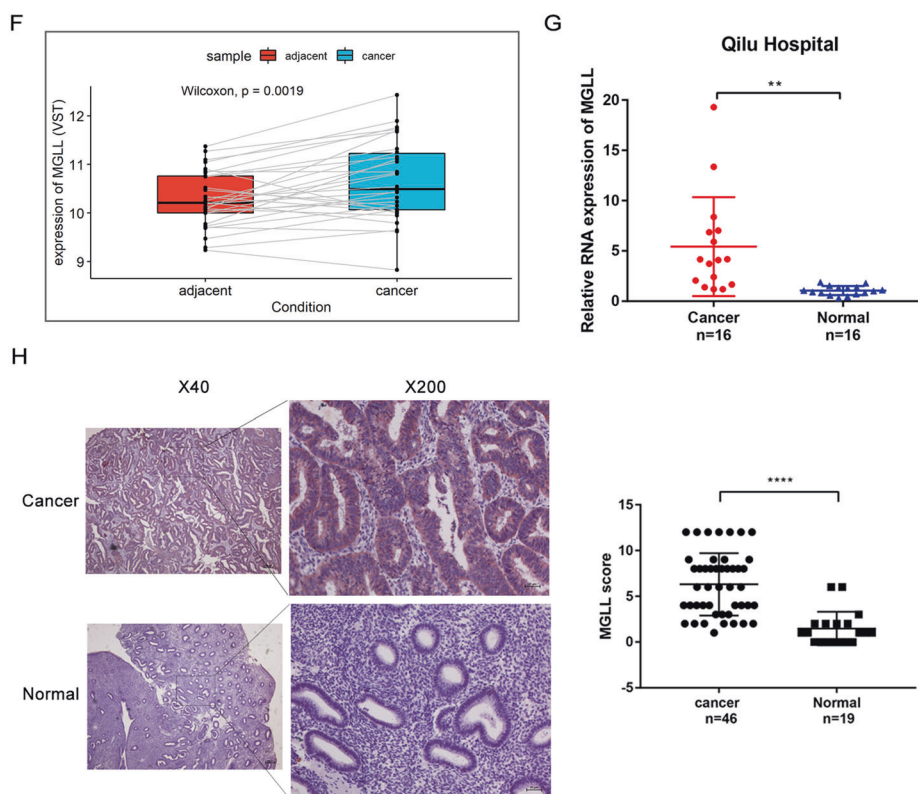 F
sample adjacent cancer
Wilcoxon, p = 0.0019
expression of MGLL (VST)
12
11
10
9
adjacent cancer
Condition
G
Qilu Hospital
**
Relative RNA expression of MGLL
20
15
10
5
0
Cancer Normal
n=16 n=16
H
X40 X200
Cancer
Normal
****
MGLL score
15
10
5
0
-5
cancer Normal
n=46 n=19